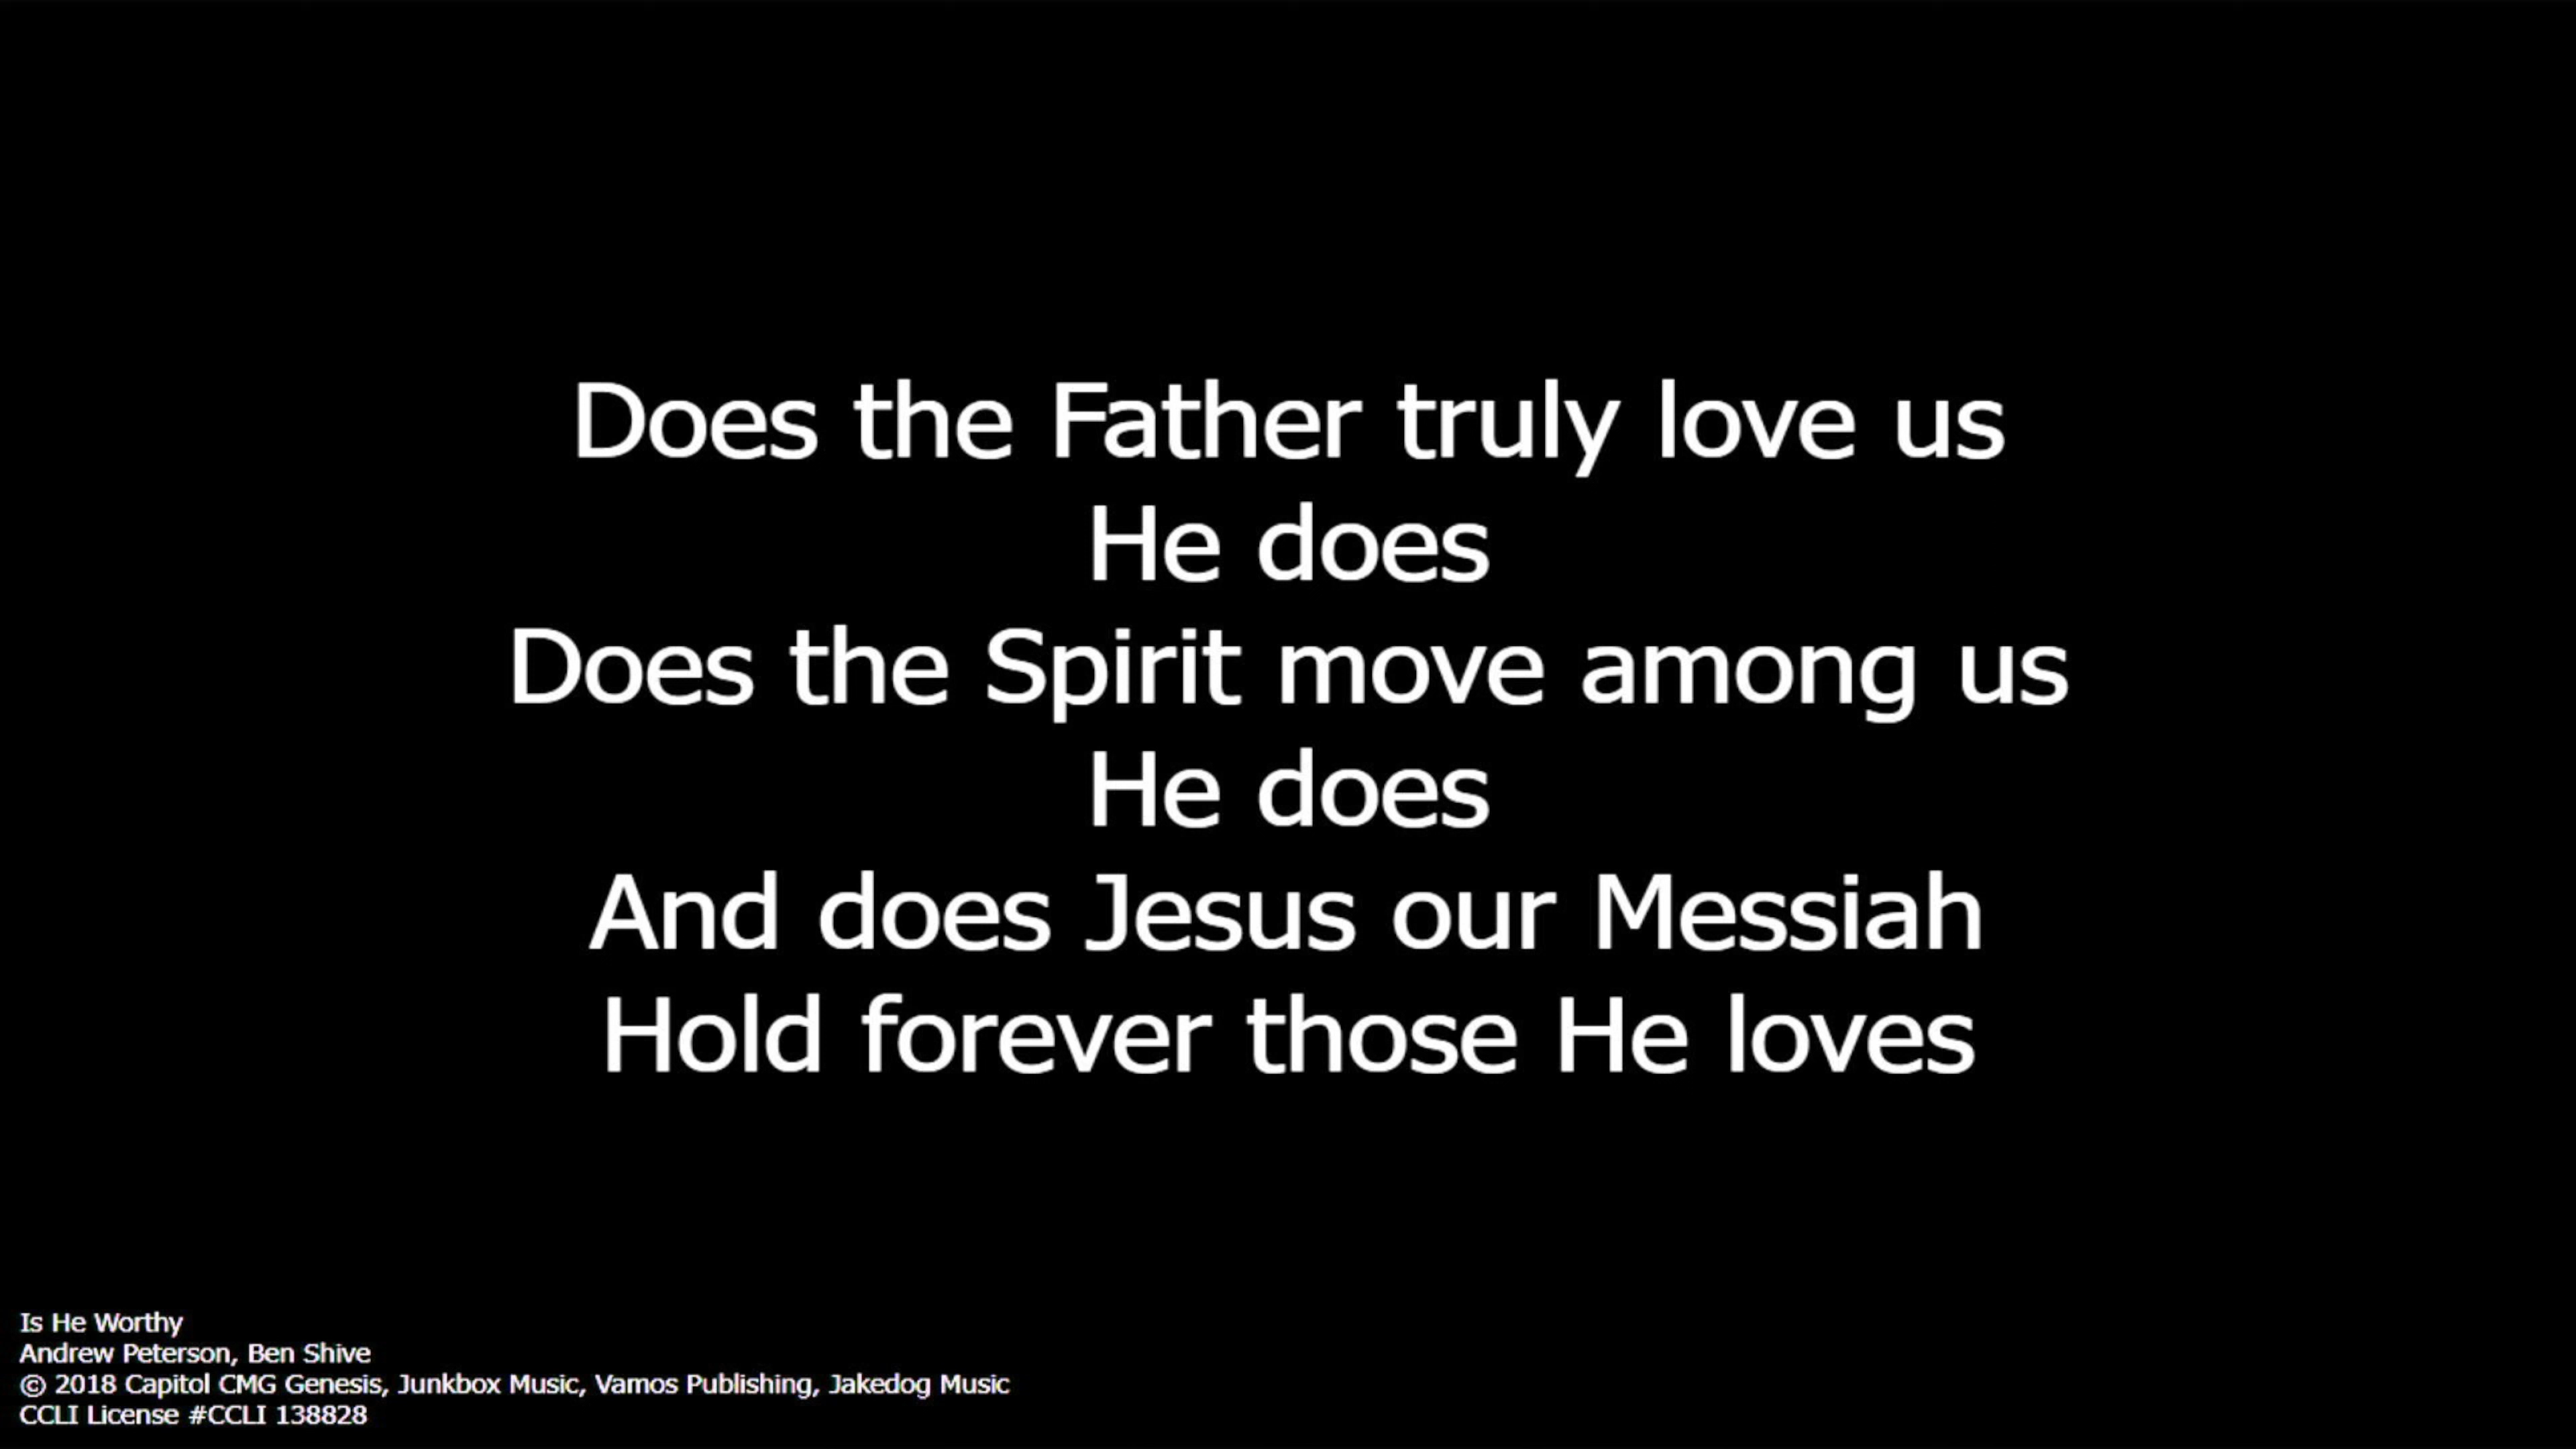 Does the Father truly love us
He does
Does the Spirit move among us
He does
And does Jesus our Messiah
Hold forever those He loves
Is He Worthy
Andrew Peterson, Ben Shive
© 2018 Capitol CMG Genesis, Junkbox Music, Vamos Publishing, Jakedog Music
CCLI License #CCLI 138828